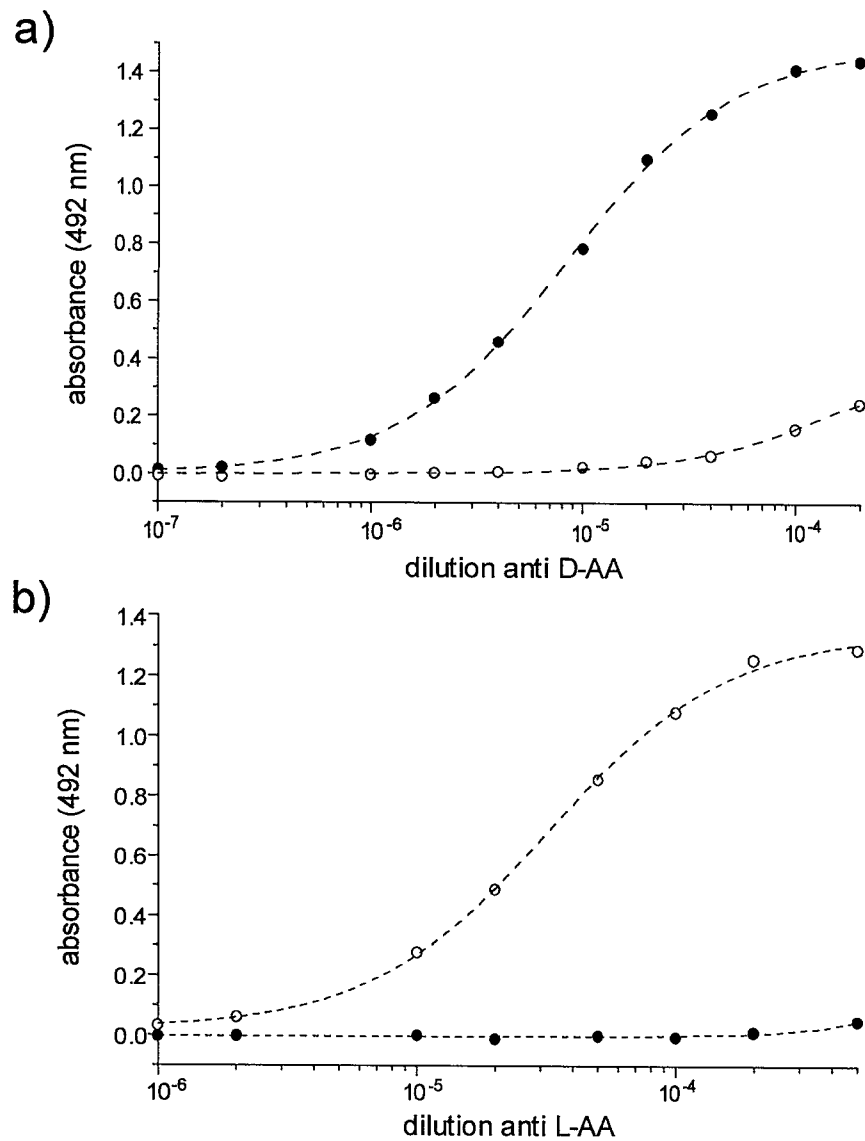 a)
absorbance (492 nm)
1.4
1.2
1.0
0.8
0.6
0.4
0.2
0.0
10-7 10-6 10-5 10-4
dilution anti D-AA
b)
absorbance (492 nm)
1.4
1.2
1.0
0.8
0.6
0.4
0.2
0.0
10-6 10-5 10-4
dilution anti L-AA